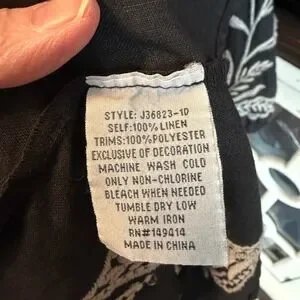 STYLE: J36823-1D
SELF:100% LINEN
TRIMS:100%POLYESTER
EXCLUSIVE OF DECORATION
MACHINE WASH COLD
ONLY NON-CHLORINE
BLEACH WHEN NEEDED
TUMBLE DRY LOW
WARM IRON
RN#149414
MADE IN CHINA